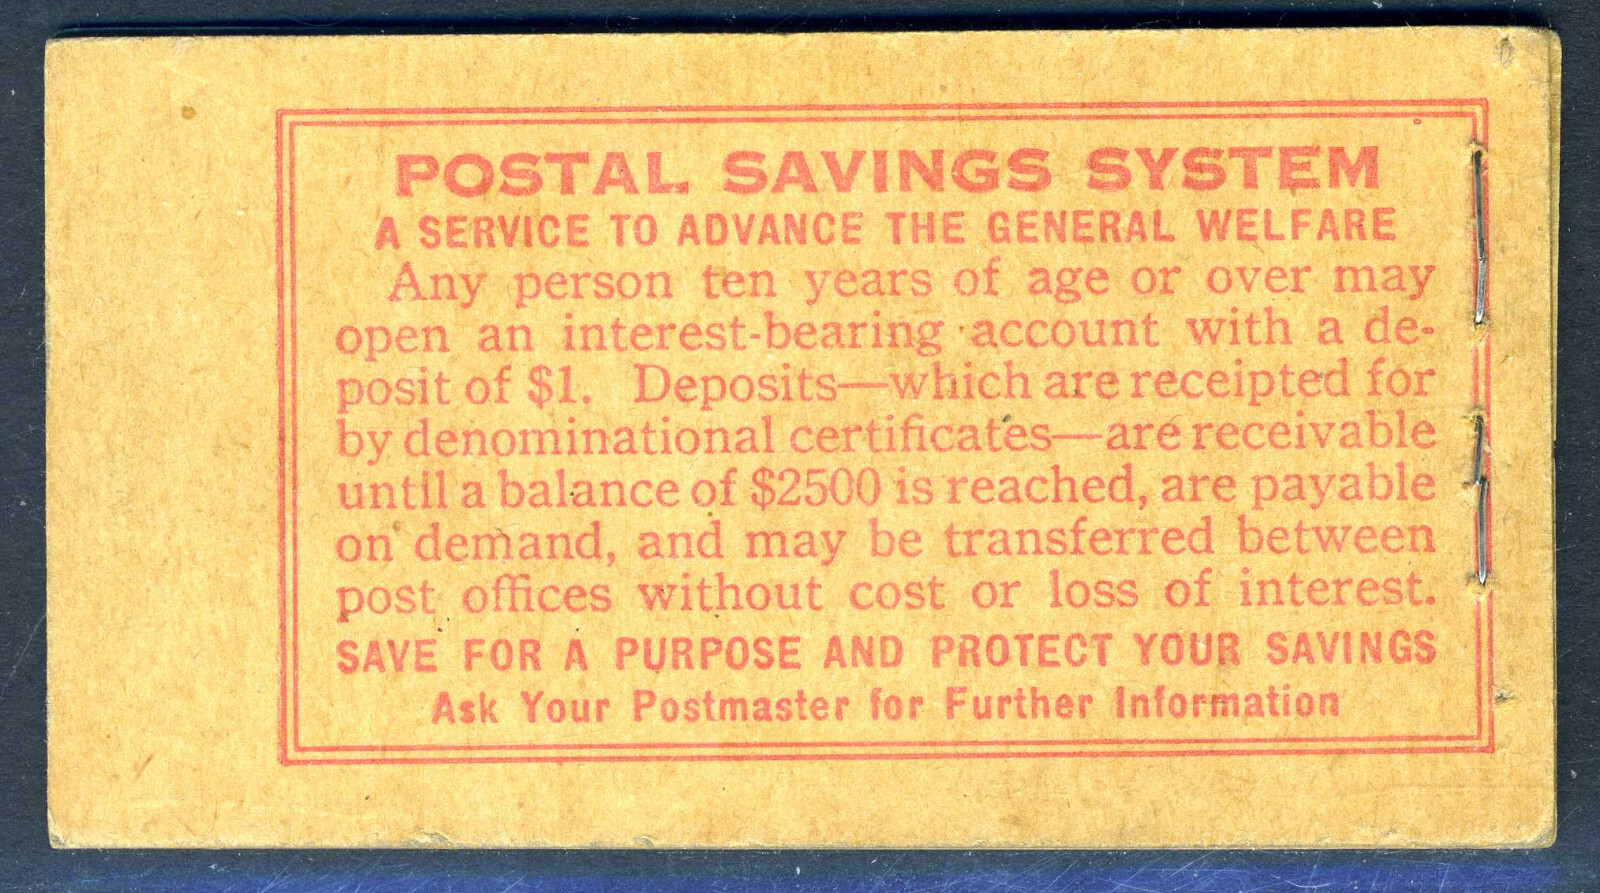 POSTAL SAVINGS SYSTEM
A SERVICE TO ADVANCE THE GENERAL WELFARE
Any person ten years of age or over may
open an interest-bearing account with a de-
posit of $1. Deposits—which are receipted for
by denominational certificates—are receivable
until a balance of $2500 is reached, are payable
on demand, and may be transferred between
post offices without cost or loss of interest.
SAVE FOR A PURPOSE AND PROTECT YOUR SAVINGS
Ask Your Postmaster for Further Information